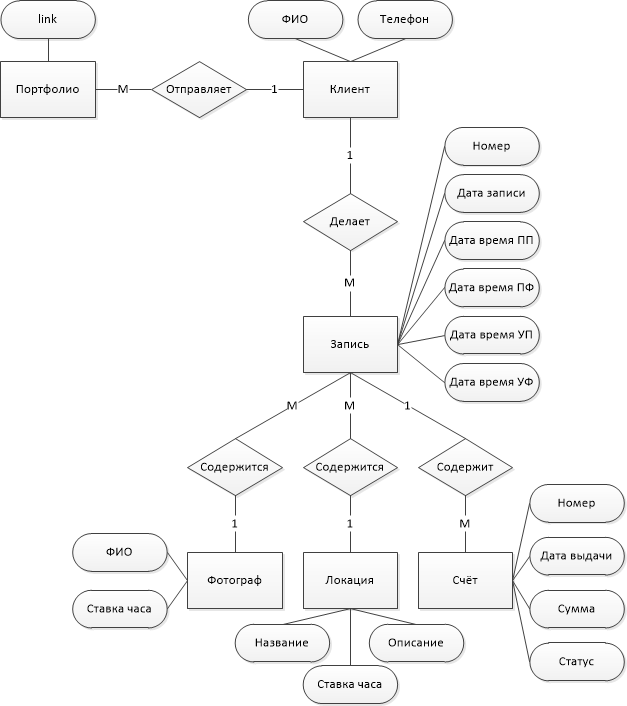 link
ФИО
Телефон
Портфолио
М
Отправляет
1
Клиент
1
Номер
Дата записи
Делает
Дата время ПП
М
Дата время ПФ
Запись
Дата время УП
Дата время УФ
М
М
1
Содержится
Содержится
Содержит
1
1
М
Номер
ФИО
Дата выдачи
Фотограф
Локация
Счёт
Ставка часа
Сумма
Название
Описание
Статус
Ставка часа